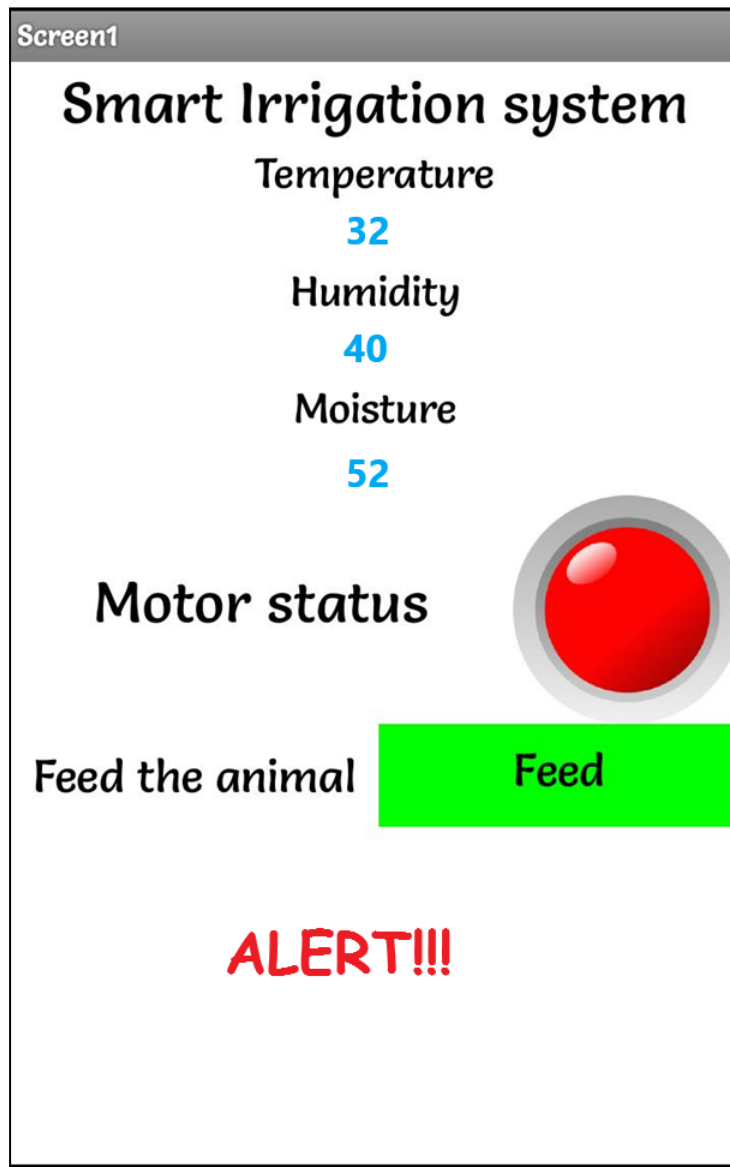 Screen1
Smart Irrigation system
Temperature
32
Humidity
40
Moisture
52
Motor status
Feed the animal Feed
ALERT!!!